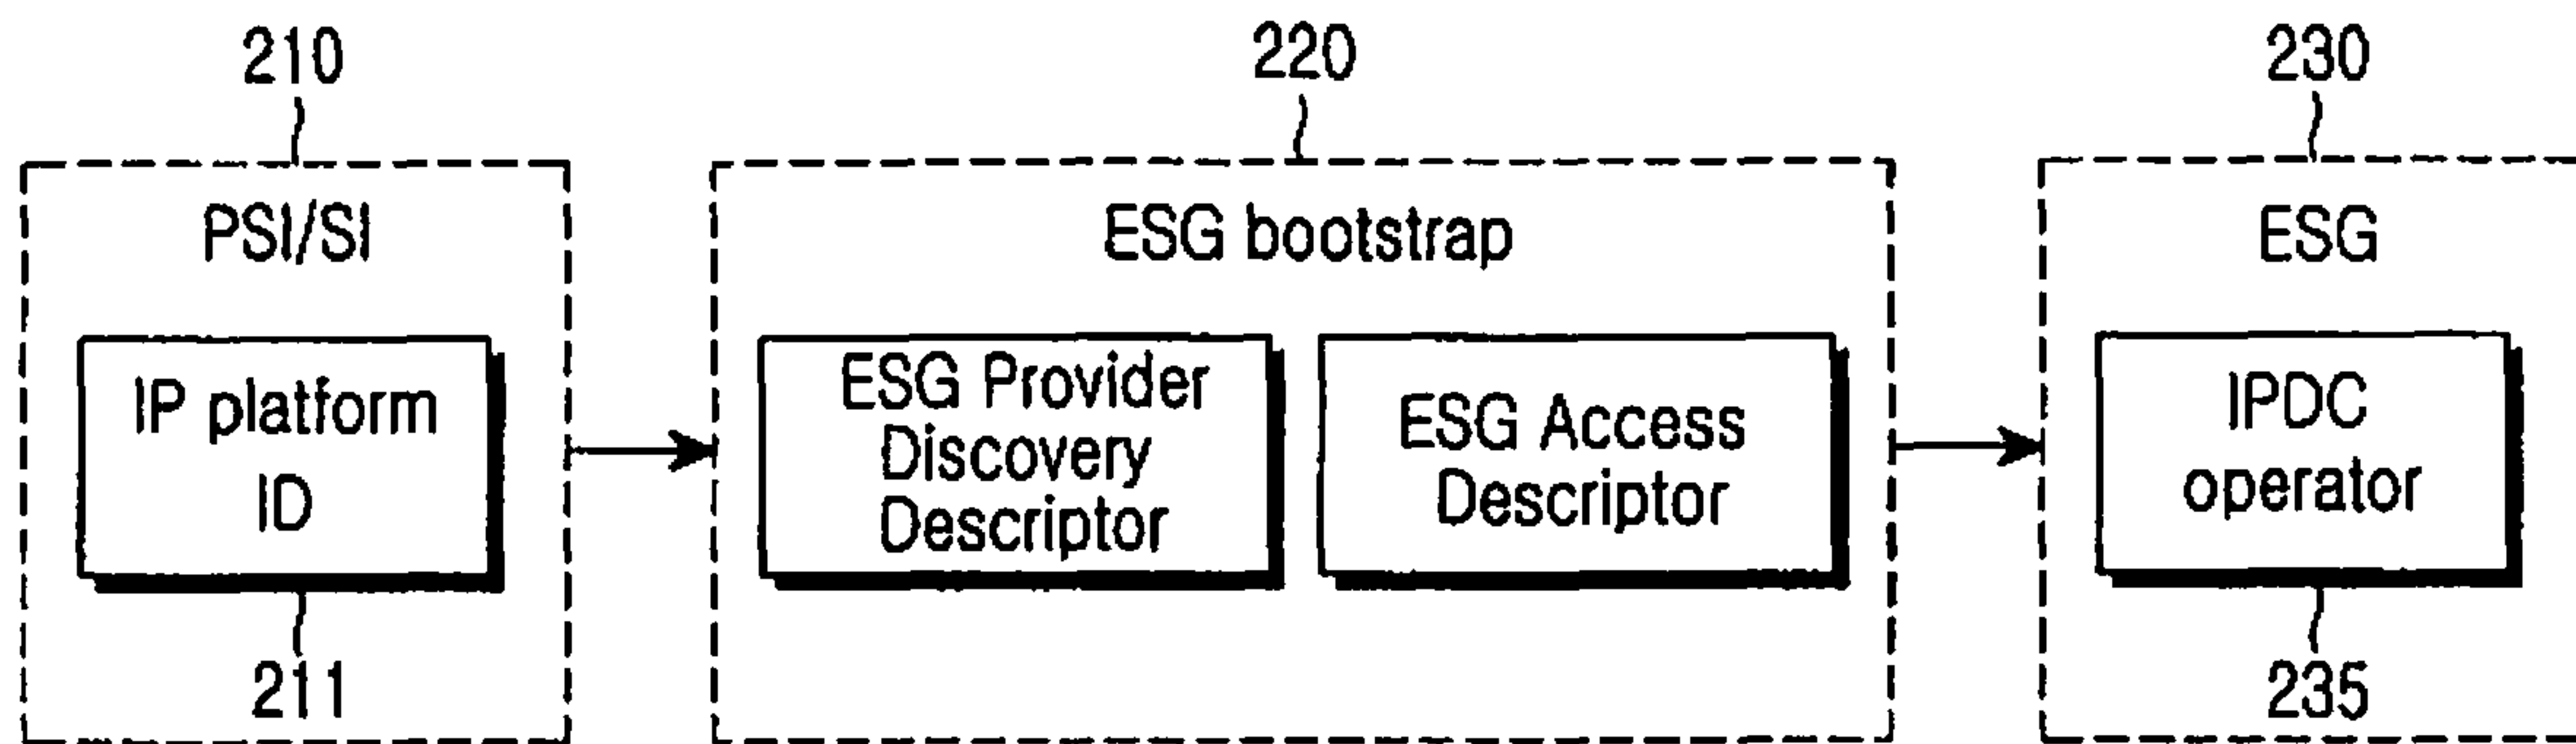 210
220
230
PSI/SI
ESG bootstrap
ESG
IP platform
ID
ESG Provider
Discovery
Descriptor
ESG Access
Descriptor
IPDC
operator
211
235